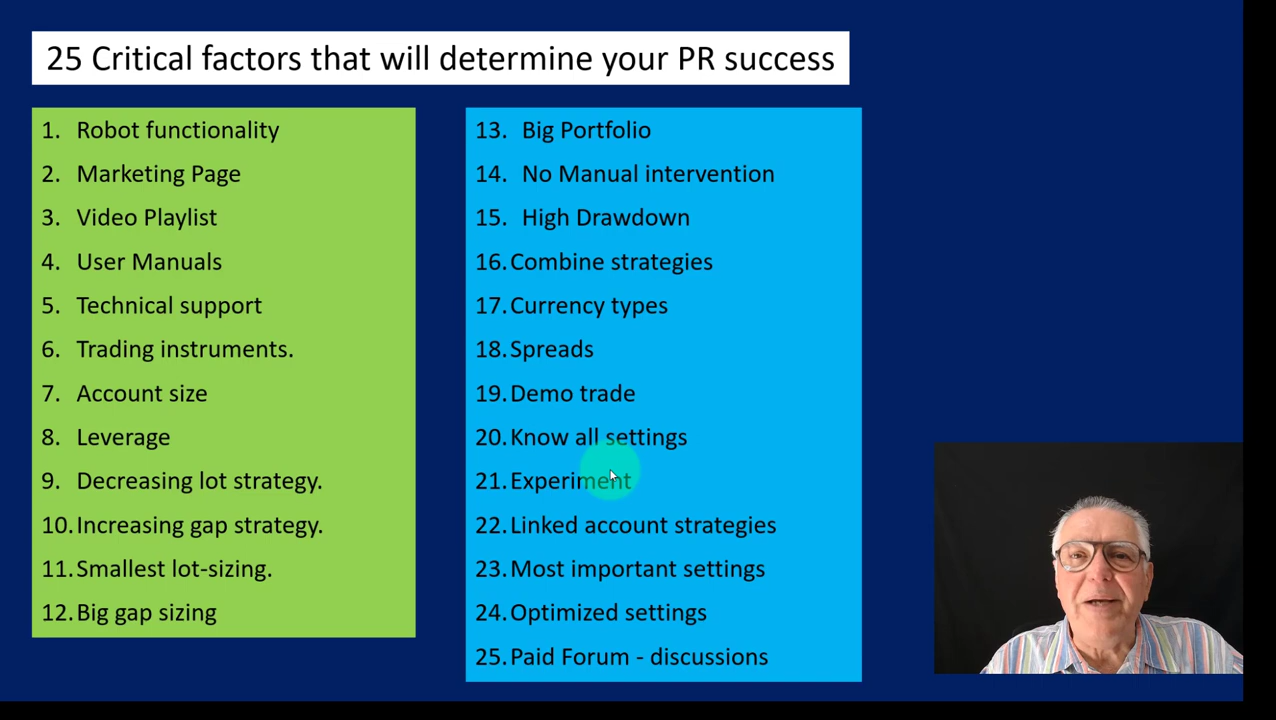 25 Critical factors that will determine your PR success
1. Robot functionality
2. Marketing Page
3. Video Playlist
4. User Manuals
5. Technical support
6. Trading instruments.
7. Account size
8. Leverage
9. Decreasing lot strategy.
10. Increasing gap strategy.
11. Smallest lot-sizing.
12. Big gap sizing
13. Big Portfolio
14. No Manual intervention
15. High Drawdown
16. Combine strategies
17. Currency types
18. Spreads
19. Demo trade
20. Know all settings
21. Experiment
22. Linked account strategies
23. Most important settings
24. Optimized settings
25. Paid Forum - discussions